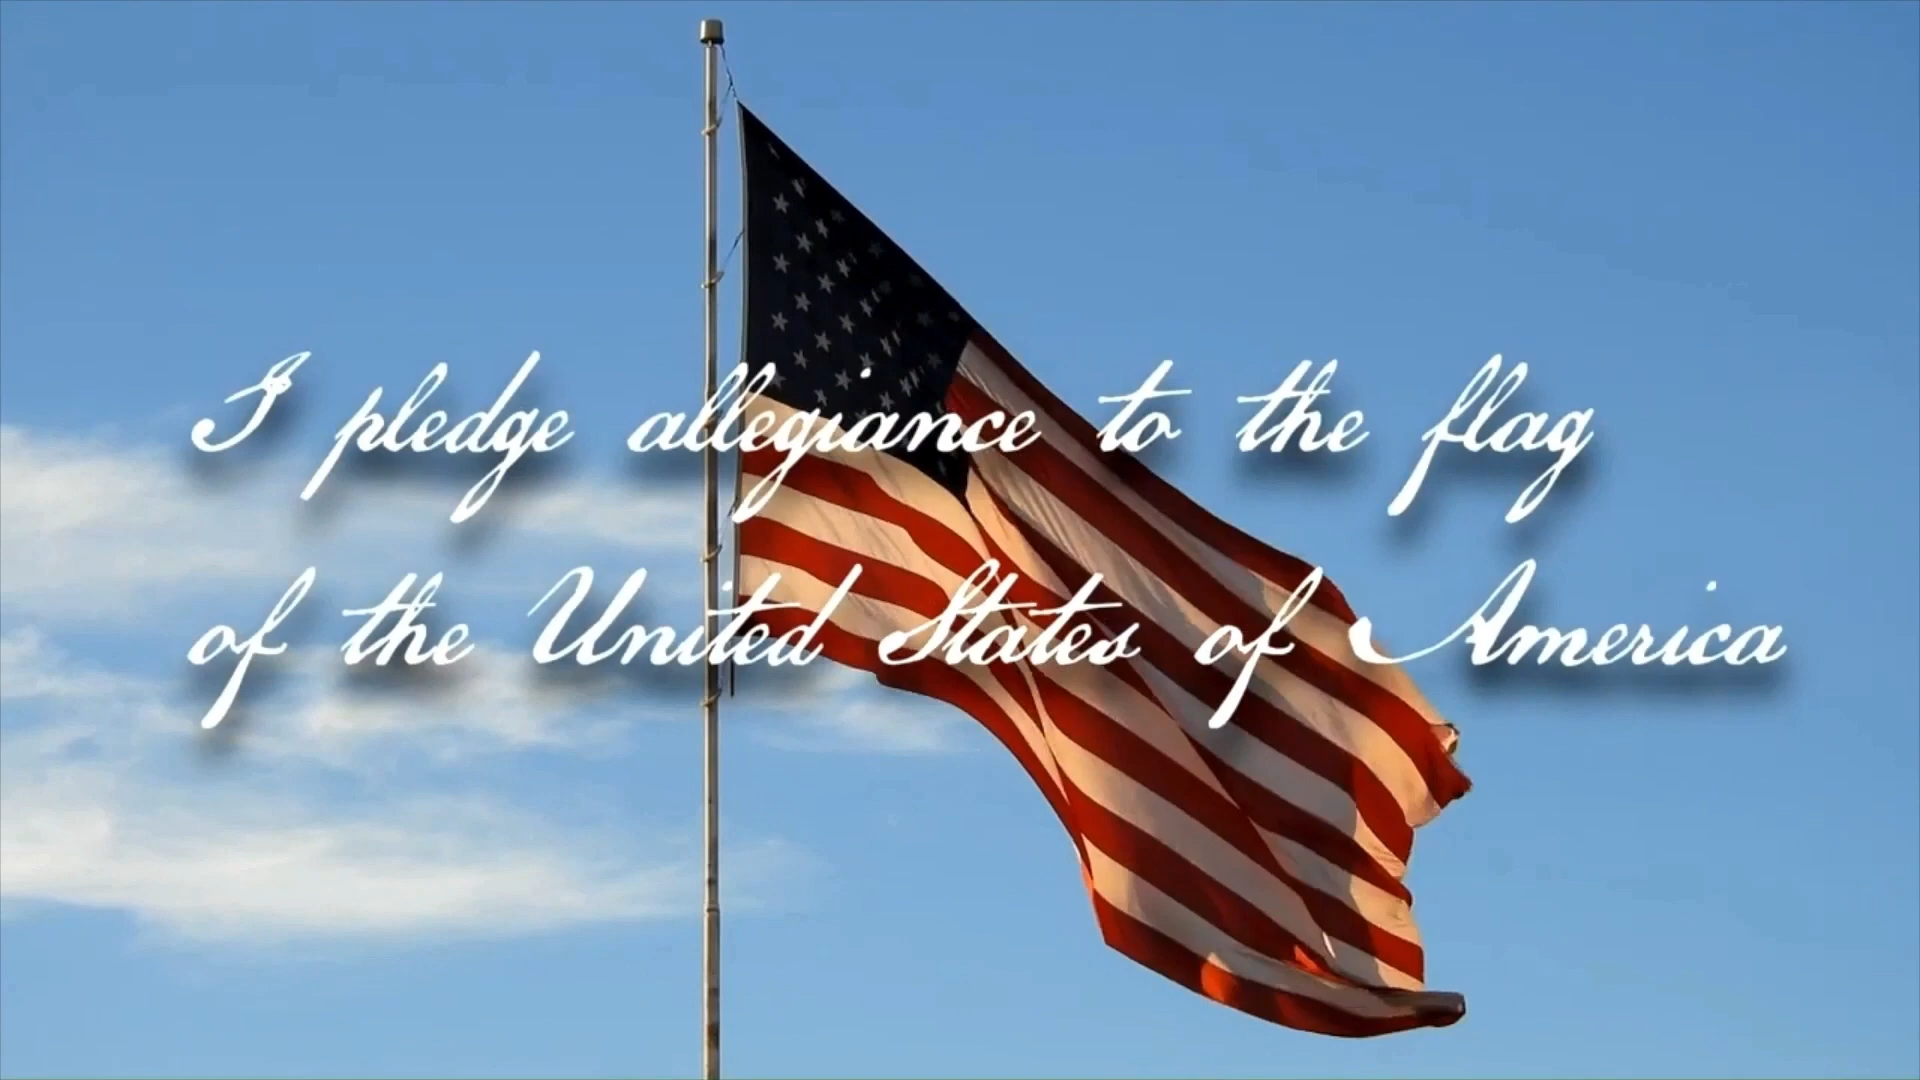 I pledge allegiance to the flag
of the United States of America